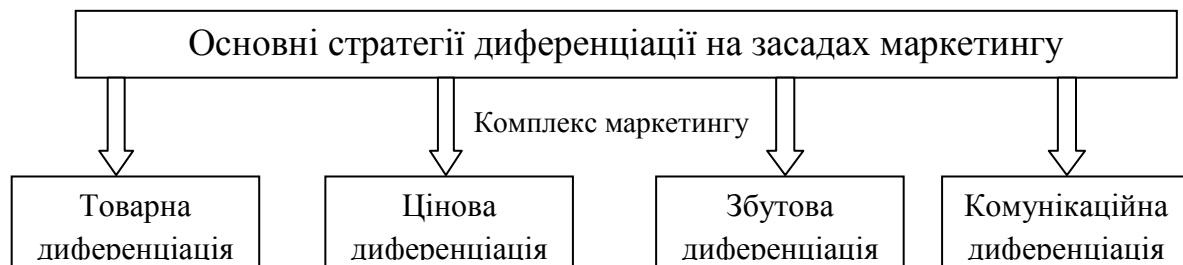 Основні стратегії диференціації на засадах маркетингу
Комплекс маркетингу
Товарна
диференціація
Цінова
диференціація
Збутова
диференціація
Комунікаційна
диференціація